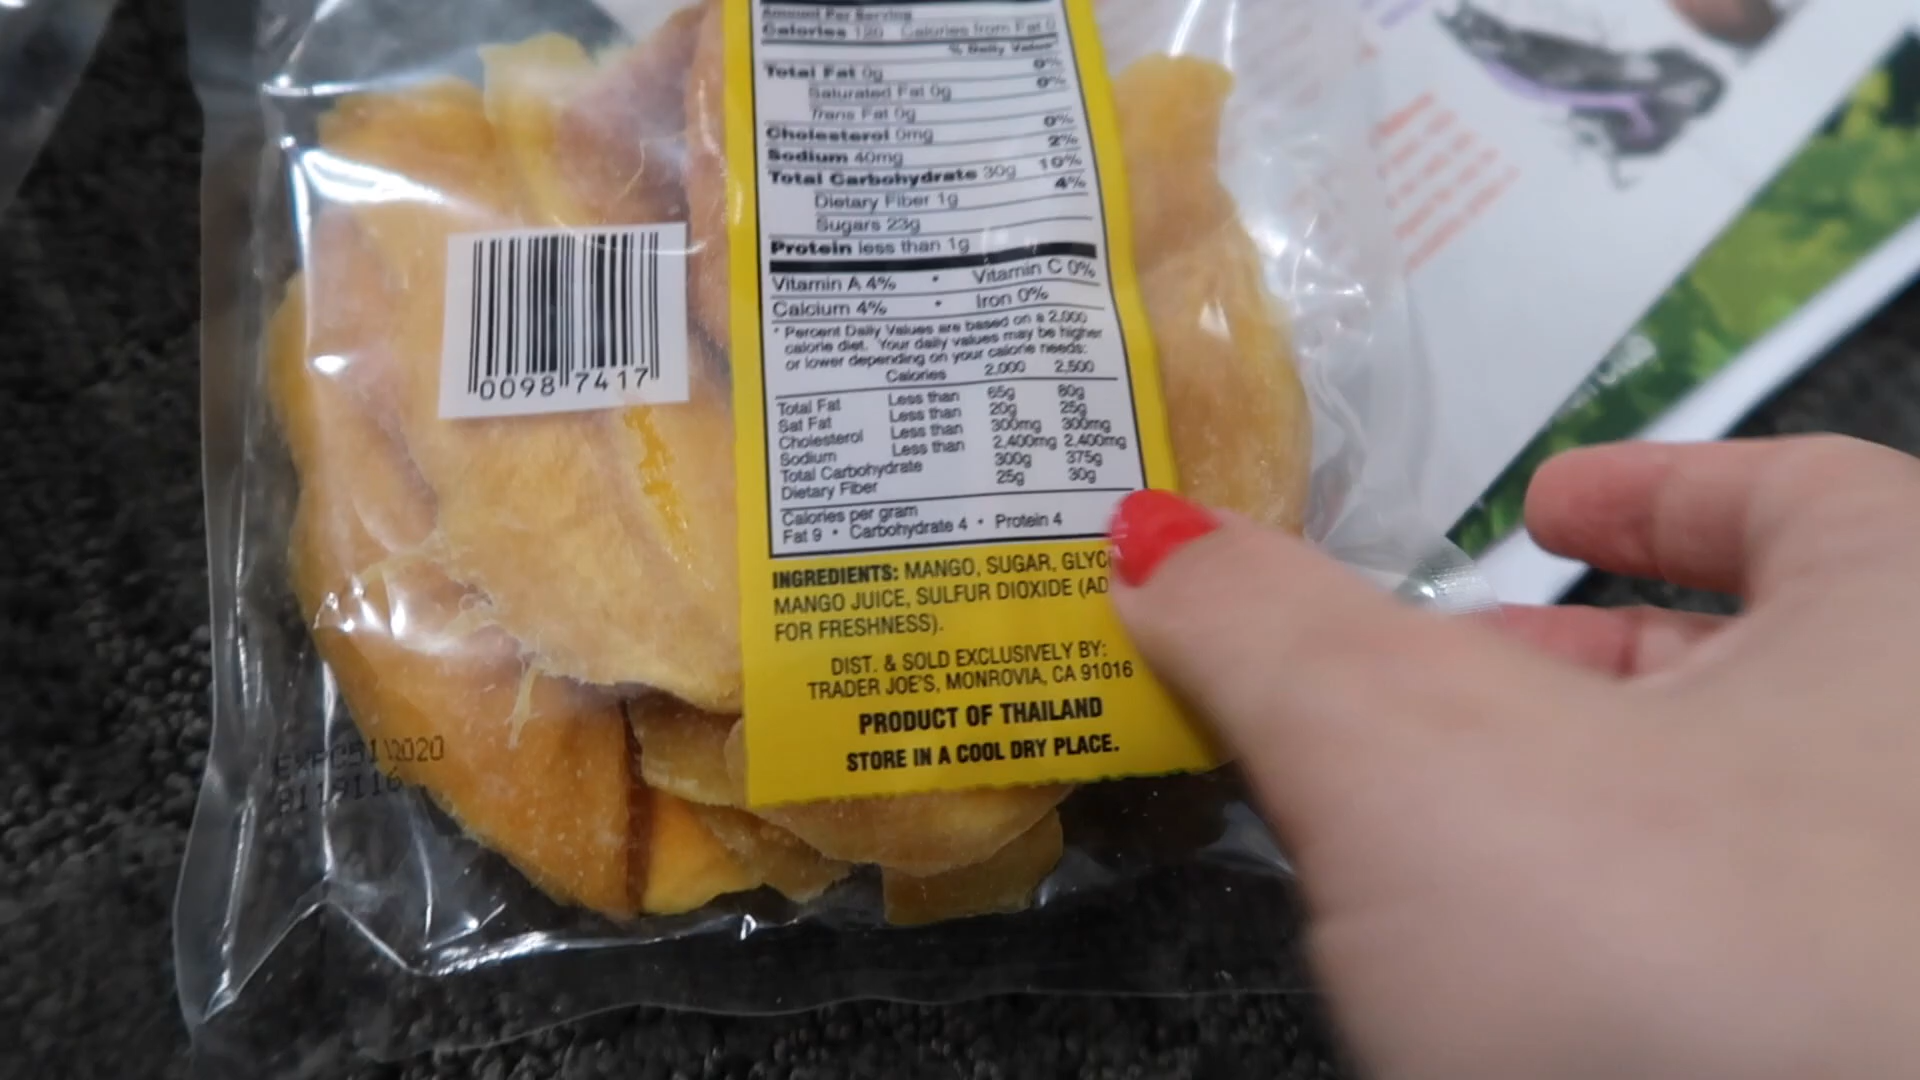 Amount Per Serving
Calories 120 Calories from Fat 0
% Daily Value*
Total Fat 0g 0%
Saturated Fat 0g 0%
Trans Fat 0g
Cholesterol 0mg 0%
Sodium 40mg 2%
Total Carbohydrate 30g 10%
Dietary Fiber 1g 4%
Sugars 23g
Protein less than 1g
Vitamin A 4% • Vitamin C 0%
Calcium 4% • Iron 0%
* Percent Daily Values are based on a 2,000
calorie diet. Your daily values may be higher
or lower depending on your calorie needs:
Calories 2,000 2,500
Total Fat Less than 65g 80g
Sat Fat Less than 20g 25g
Cholesterol Less than 300mg 300mg
Sodium Less than 2,400mg 2,400mg
Total Carbohydrate 300g 375g
Dietary Fiber 25g 30g
Calories per gram
Fat 9 • Carbohydrate 4 • Protein 4
INGREDIENTS: MANGO, SUGAR,
MANGO JUICE, SULFUR DIOXIDE
FOR FRESHNESS).
DIST. & SOLD EXCLUSIVELY BY:
TRADER JOE'S, MONROVIA, CA 91016
PRODUCT OF THAILAND
STORE IN A COOL DRY PLACE.
0098 7417